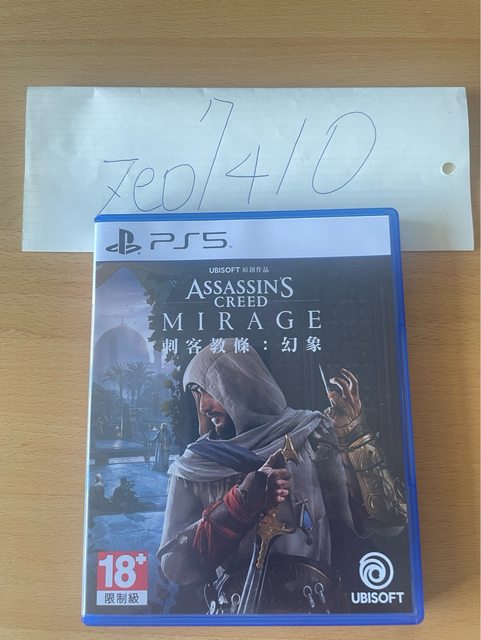 zeo7410
PS5
UBISOFT 原創作品
ASSASSIN'S
CREED
MIRAGE
刺客教條：幻象
18+
限制級
UBISOFT